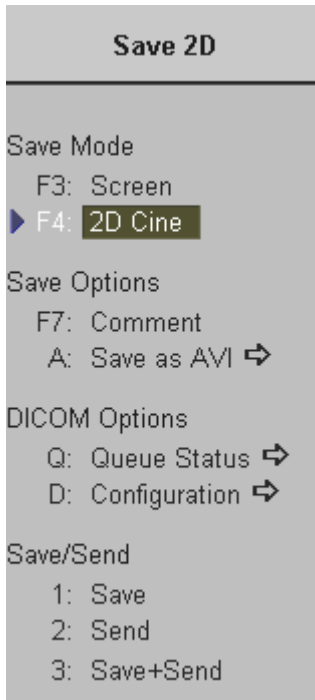 Save 2D
Save Mode
F3: Screen
F4: 2D Cine
Save Options
F7: Comment
A: Save as AVI
DICOM Options
Q: Queue Status
D: Configuration
Save/Send
1: Save
2: Send
3: Save+Send